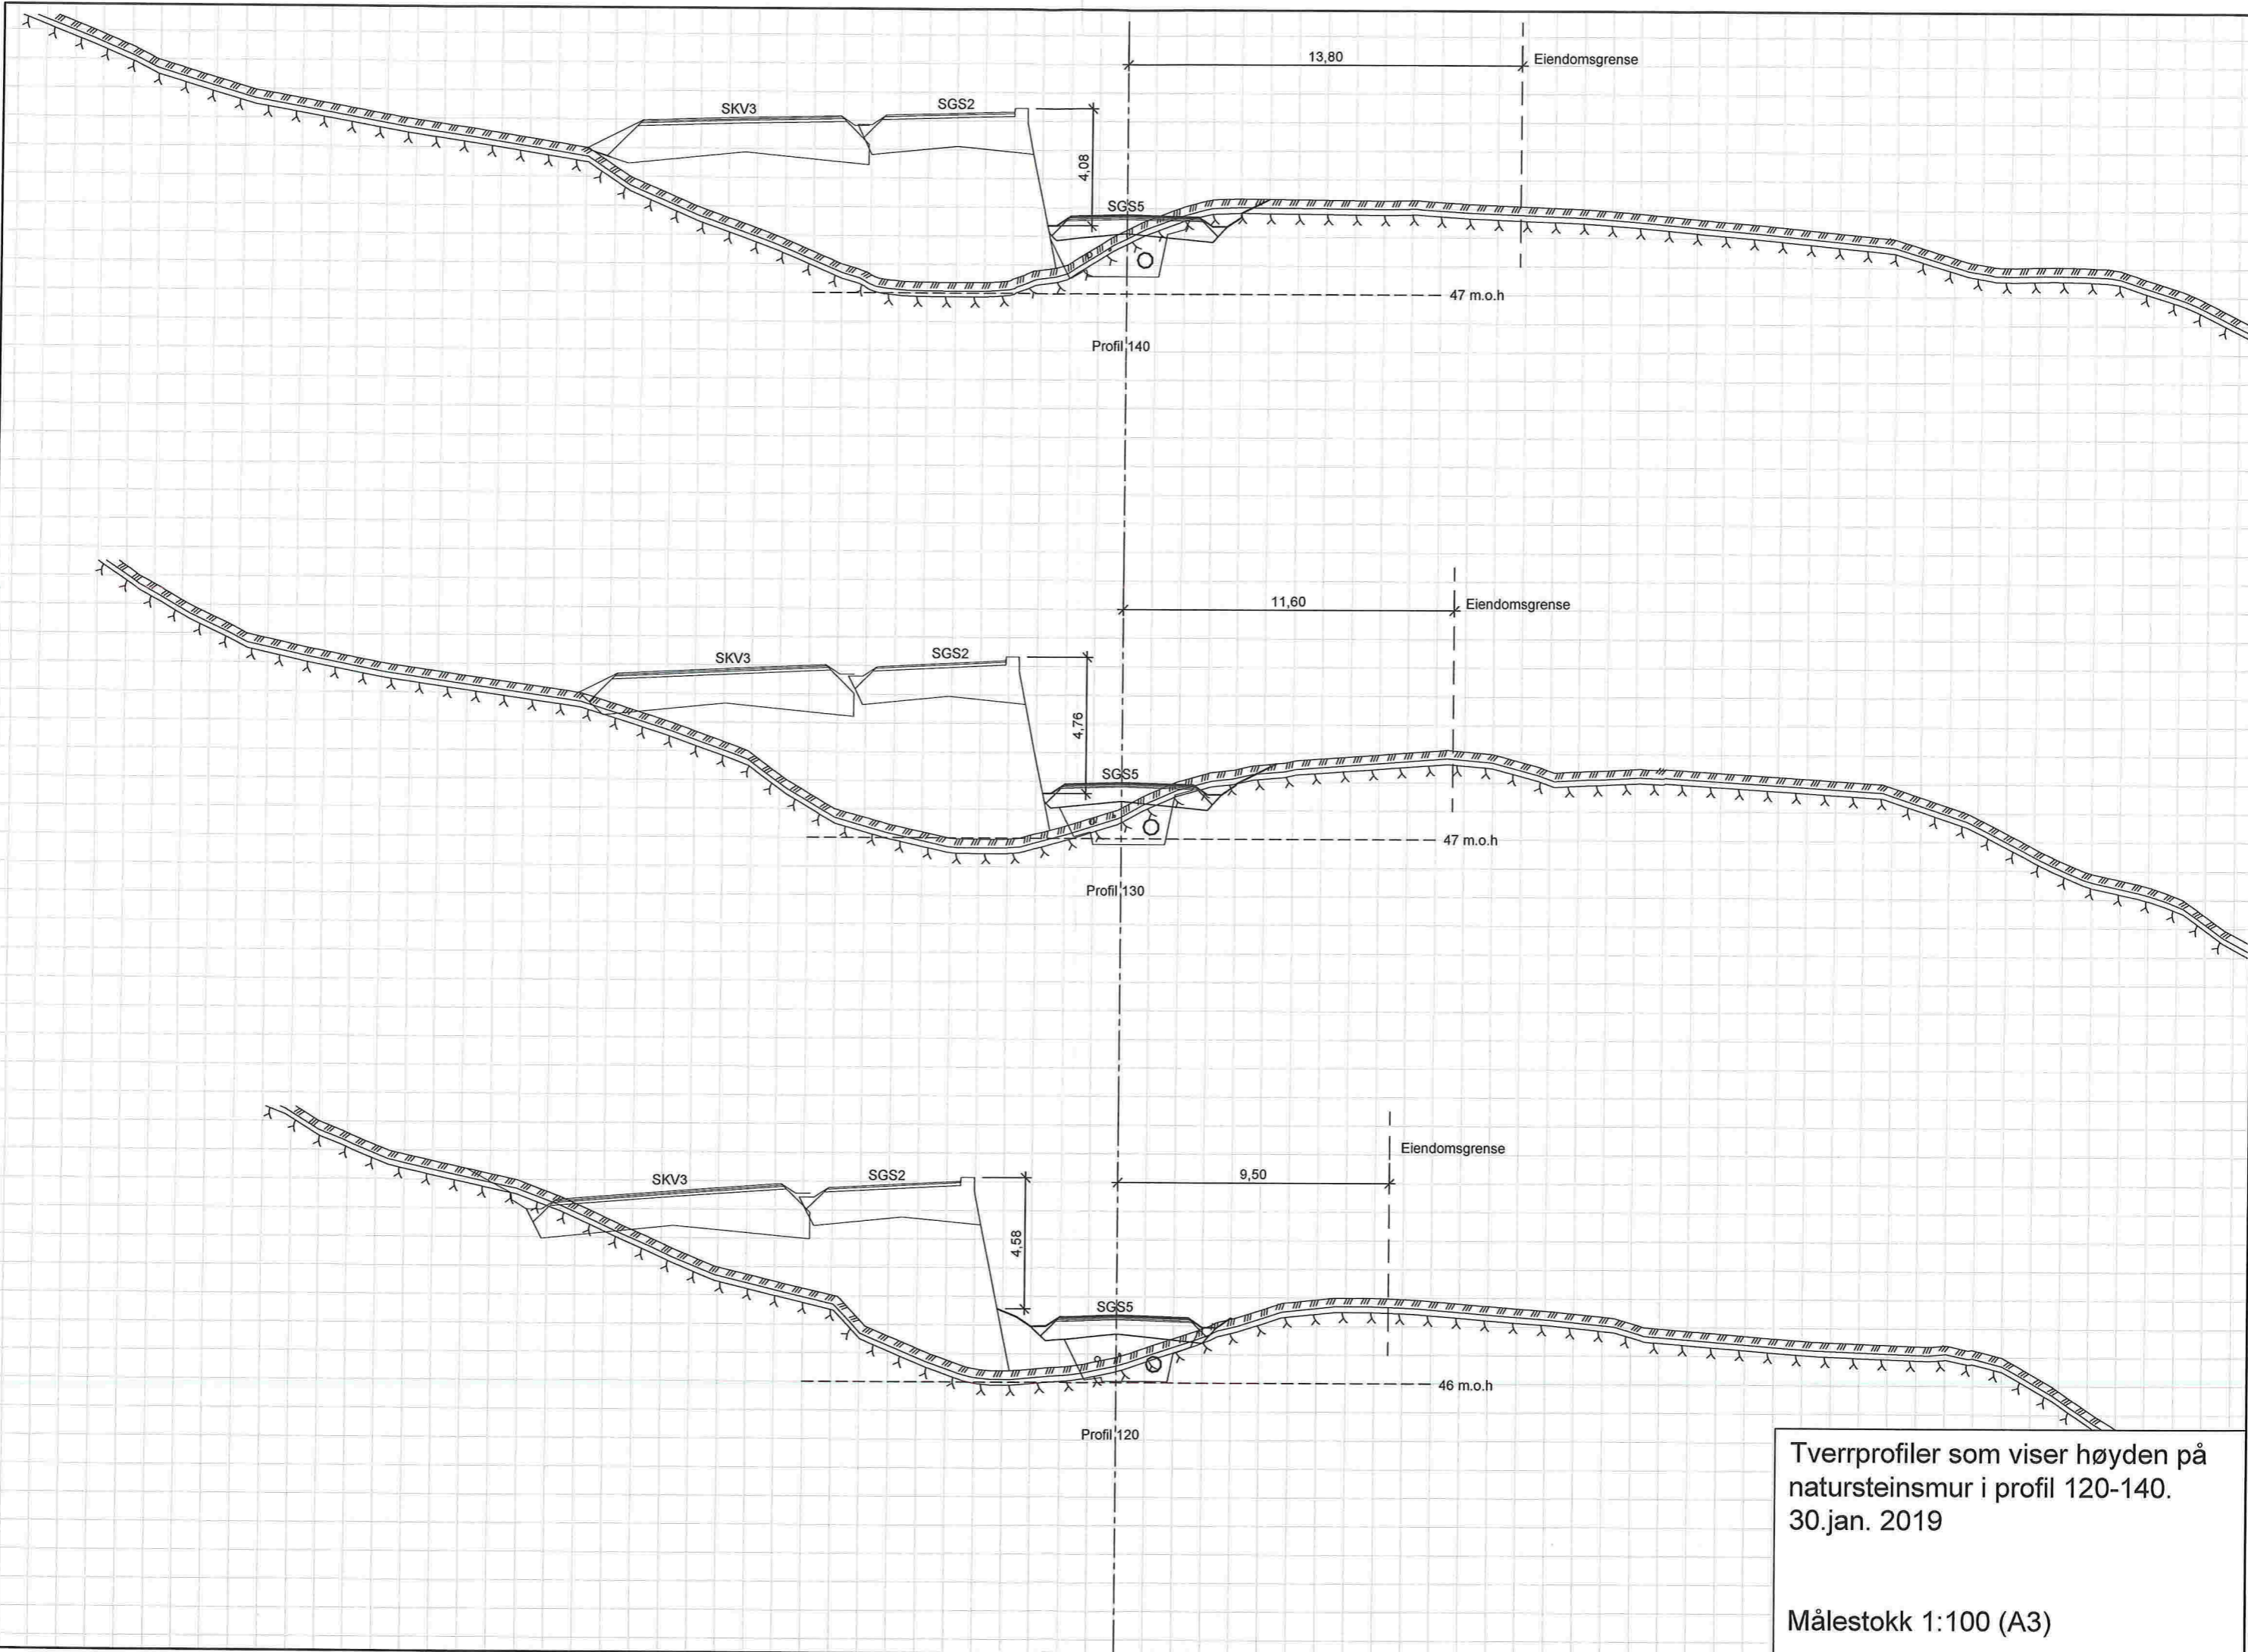 13,80
Eiendomsgrense
SKV3
SGS2
4,08
SGS5
47 m.o.h
Profil 140
11,60
Eiendomsgrense
SKV3
SGS2
4,76
SGS5
47 m.o.h
Profil 130
Eiendomsgrense
9,50
SKV3
SGS2
4,58
SGS5
46 m.o.h
Profil 120
Tverrprofiler som viser høyden på
natursteinsmur i profil 120-140.
30.jan. 2019
Målestokk 1:100 (A3)